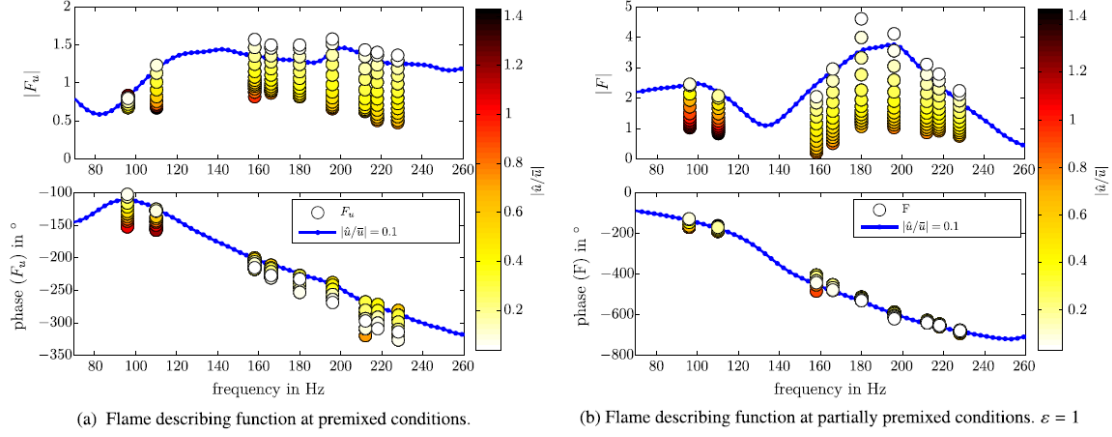 2
1.5
1
0.5
0
|F_u|
80 100 120 140 160 180 200 220 240 260
−100
−150
−200
−250
−300
−350
phase (F_u) in °
F_u
|û/u̅| = 0.1
80 100 120 140 160 180 200 220 240 260
frequency in Hz
1.4
1.2
1
0.8
0.6
0.4
0.2
|û/u̅|
(a) Flame describing function at premixed conditions.
5
4
3
2
1
0
|F|
80 100 120 140 160 180 200 220 240 260
0
−200
−400
−600
−800
phase (F) in °
F
|û/u̅| = 0.1
80 100 120 140 160 180 200 220 240 260
frequency in Hz
1.4
1.2
1
0.8
0.6
0.4
0.2
|û/u̅|
(b) Flame describing function at partially premixed conditions. ε = 1